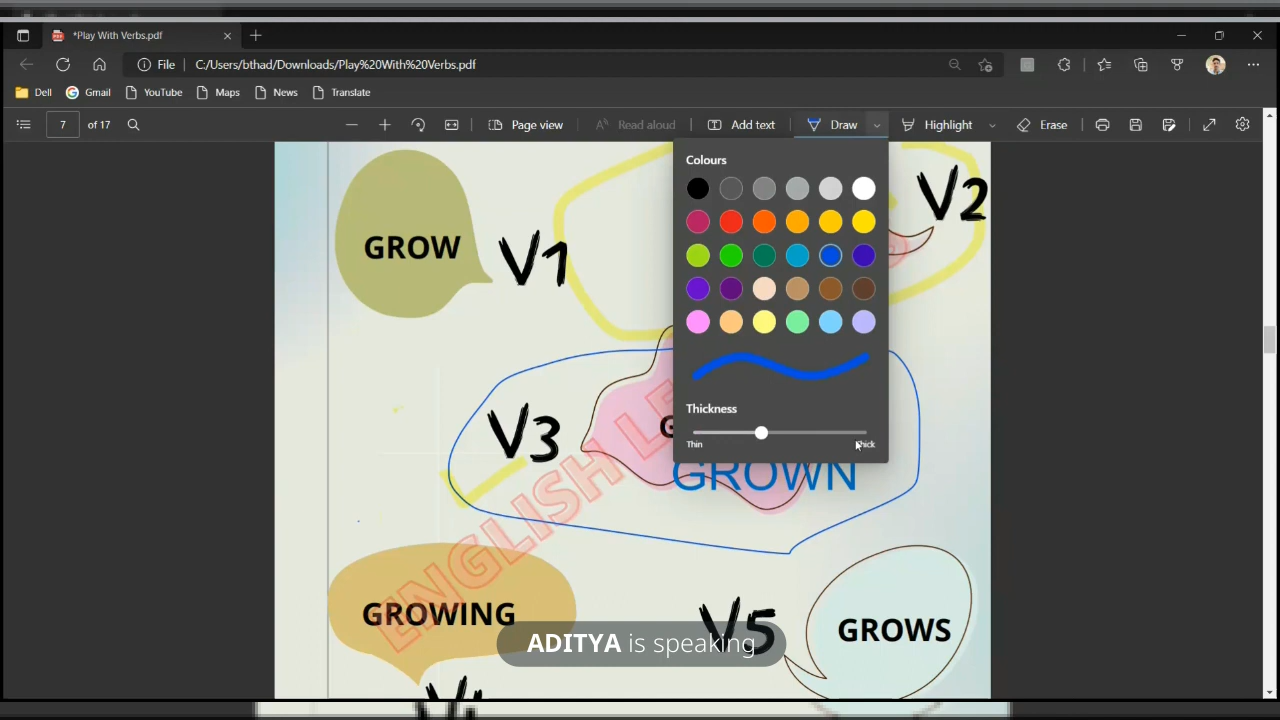 *Play With Verbs.pdf
File | C:/Users/bthad/Downloads/Play%20With%20Verbs.pdf
Dell Gmail YouTube Maps News Translate
7 of 17 Page view Read aloud Add text Draw Highlight Erase
Colours
GROW V1 V2
V3
Thickness
Thin Thick
GROWN
ENGLISH LE
GROWING V5 GROWS
ADITYA is speaking